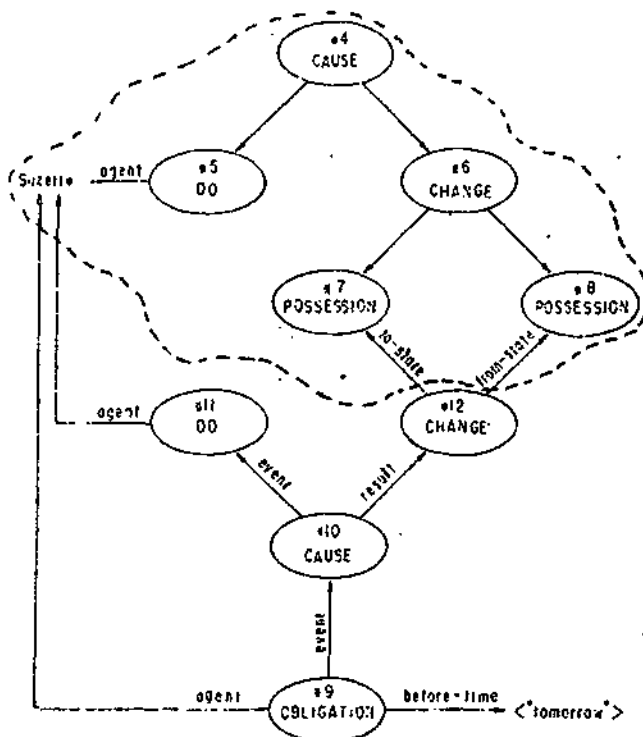 #4
CAUSE
agent
#5
DO
#6
CHANGE
#7
POSSESSION
#8
POSSESSION
to-state
from-state
agent
#11
DO
#12
CHANGE
event
result
#10
CAUSE
event
agent
#9
OBLIGATION
before-time
<"tomorrow">